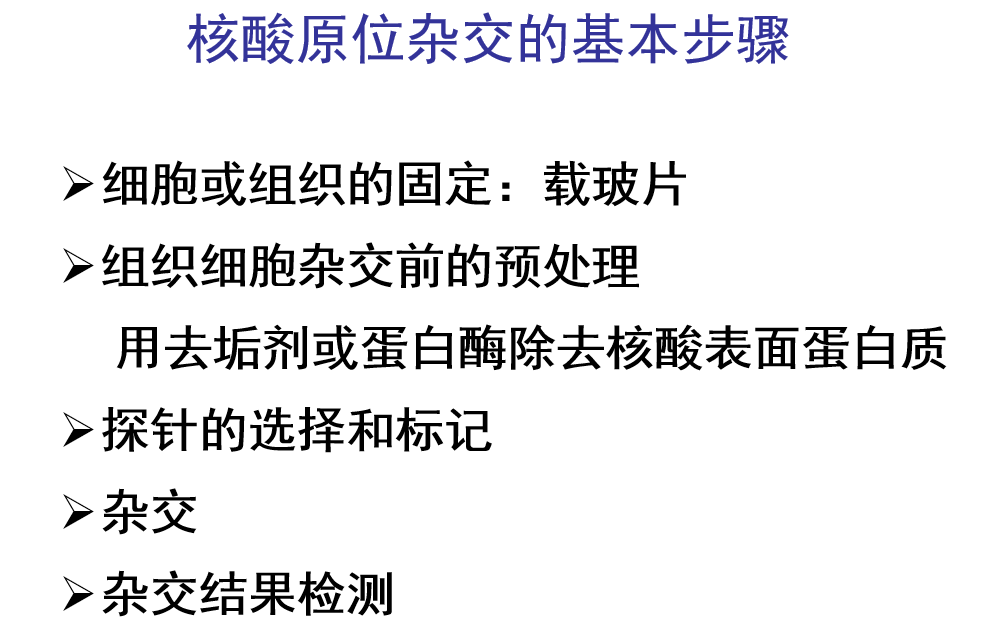 核酸原位杂交的基本步骤
➢细胞或组织的固定：载玻片
➢组织细胞杂交前的预处理
用去垢剂或蛋白酶除去核酸表面蛋白质
➢探针的选择和标记
➢杂交
➢杂交结果检测